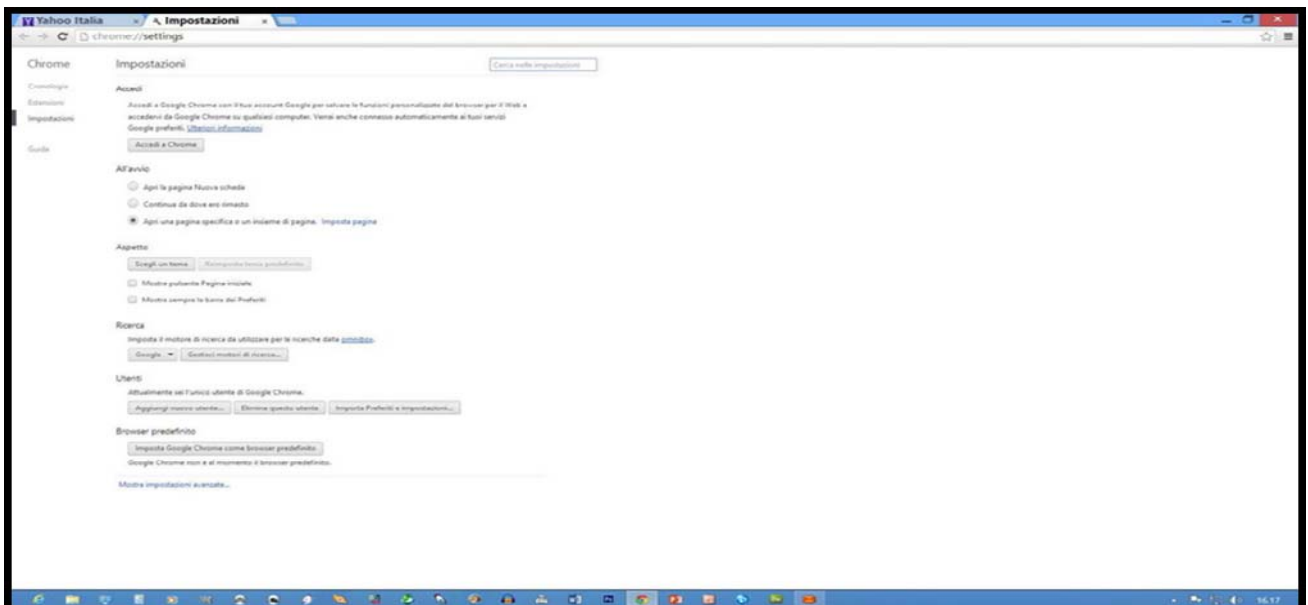 Yahoo Italia
Impostazioni
chrome://settings
Chrome
Impostazioni
Cerca nelle impostazioni
Cronologia
Estensioni
Impostazioni
Guida
Accedi
Accedi a Google Chrome con il tuo account Google per salvare le funzioni personalizzate del browser per il Web e
accedervi da Google Chrome su qualsiasi computer. Verrai anche connesso automaticamente ai tuoi servizi
Google preferiti. Ulteriori informazioni
Accedi a Chrome
All'avvio
Apri la pagina Nuova scheda
Continua da dove ero rimasto
Apri una pagina specifica o un insieme di pagine. Imposta pagine
Aspetto
Scegli un tema Reimposta tema predefinito
Mostra pulsante Pagina iniziale
Mostra sempre la barra dei Preferiti
Ricerca
Imposta il motore di ricerca da utilizzare per le ricerche dalla omnibox.
Google Gestisci motori di ricerca...
Utenti
Attualmente sei l'unico utente di Google Chrome.
Aggiungi nuovo utente... Elimina questo utente Importa Preferiti e impostazioni...
Browser predefinito
Imposta Google Chrome come browser predefinito
Google Chrome non è al momento il browser predefinito.
Mostra impostazioni avanzate...
16.17